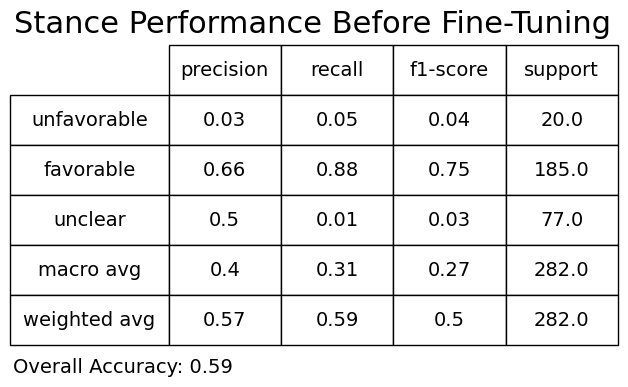 Stance Performance Before Fine-Tuning
precision recall f1-score support
unfavorable 0.03 0.05 0.04 20.0
favorable 0.66 0.88 0.75 185.0
unclear 0.5 0.01 0.03 77.0
macro avg 0.4 0.31 0.27 282.0
weighted avg 0.57 0.59 0.5 282.0
Overall Accuracy: 0.59